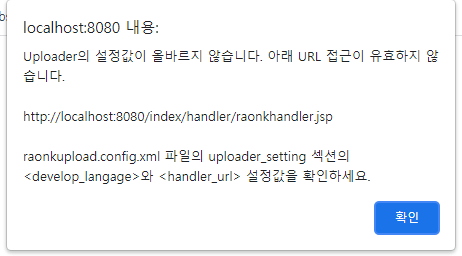 localhost:8080 내용:
Uploader의 설정값이 올바르지 않습니다. 아래 URL 접근이 유효하지 않
습니다.
http://localhost:8080/index/handler/raonkhandler.jsp
raonkupload.config.xml 파일의 uploader_setting 섹션의
<develop_langage>와 <handler_url> 설정값을 확인하세요.
확인